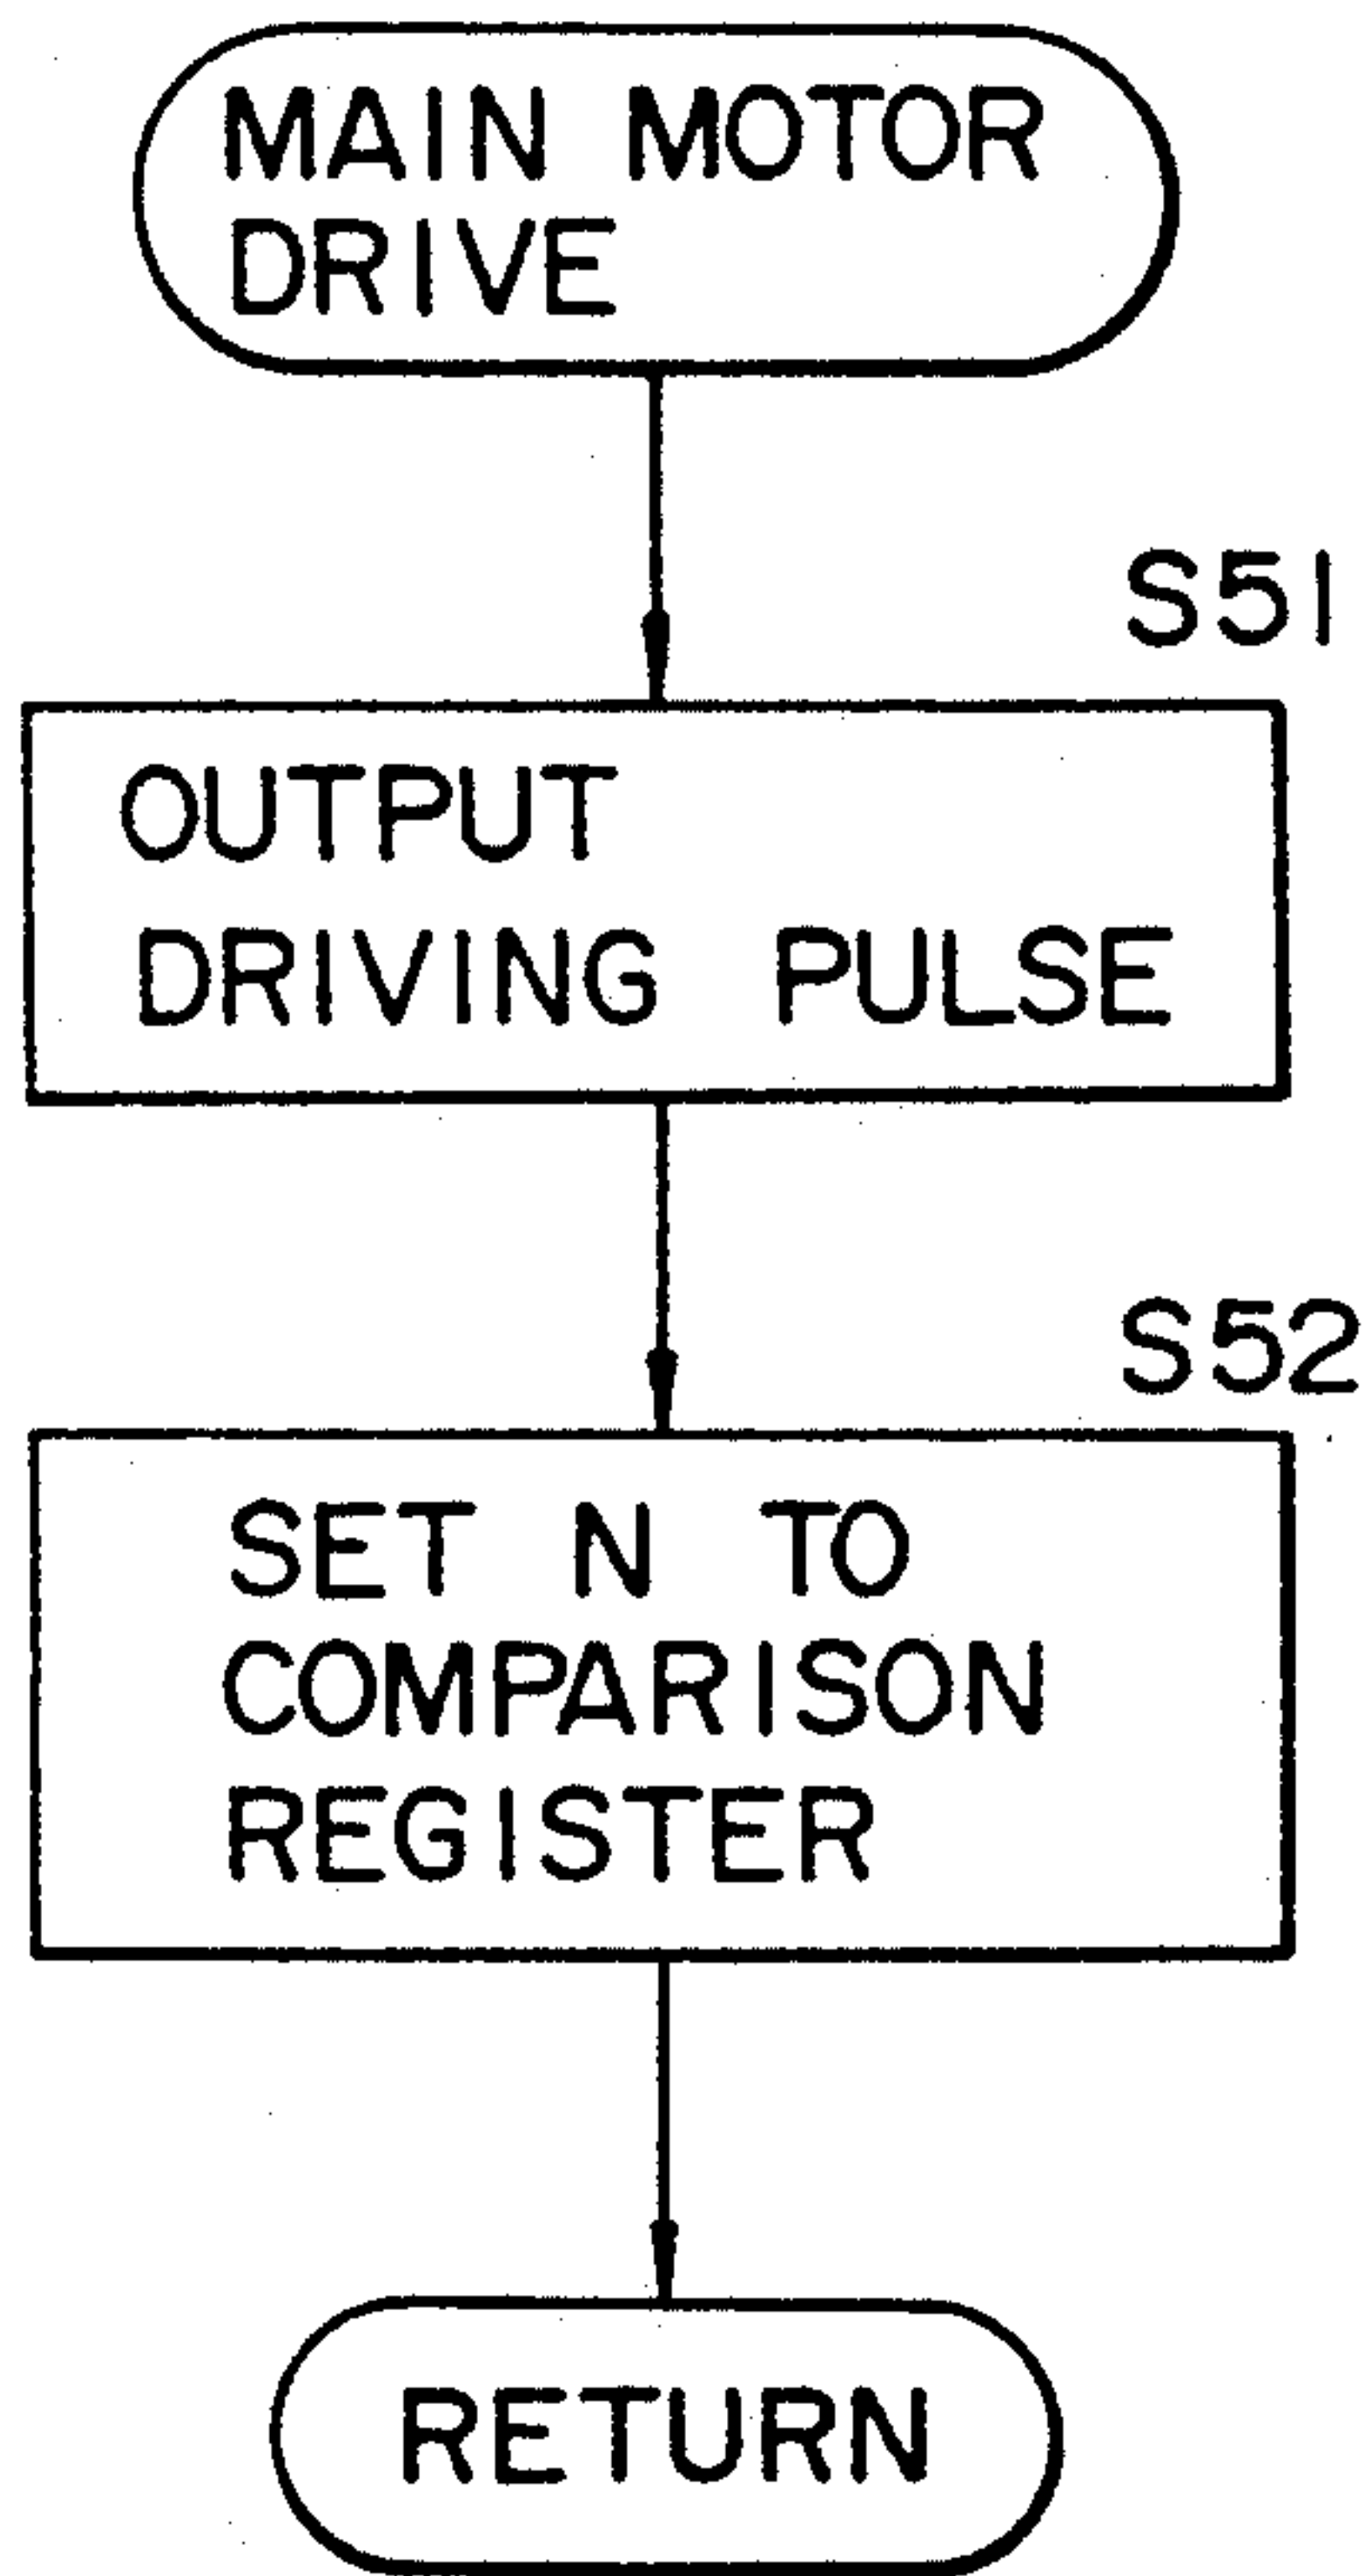 MAIN MOTOR
DRIVE
S51
OUTPUT
DRIVING PULSE
S52
SET N TO
COMPARISON
REGISTER
RETURN